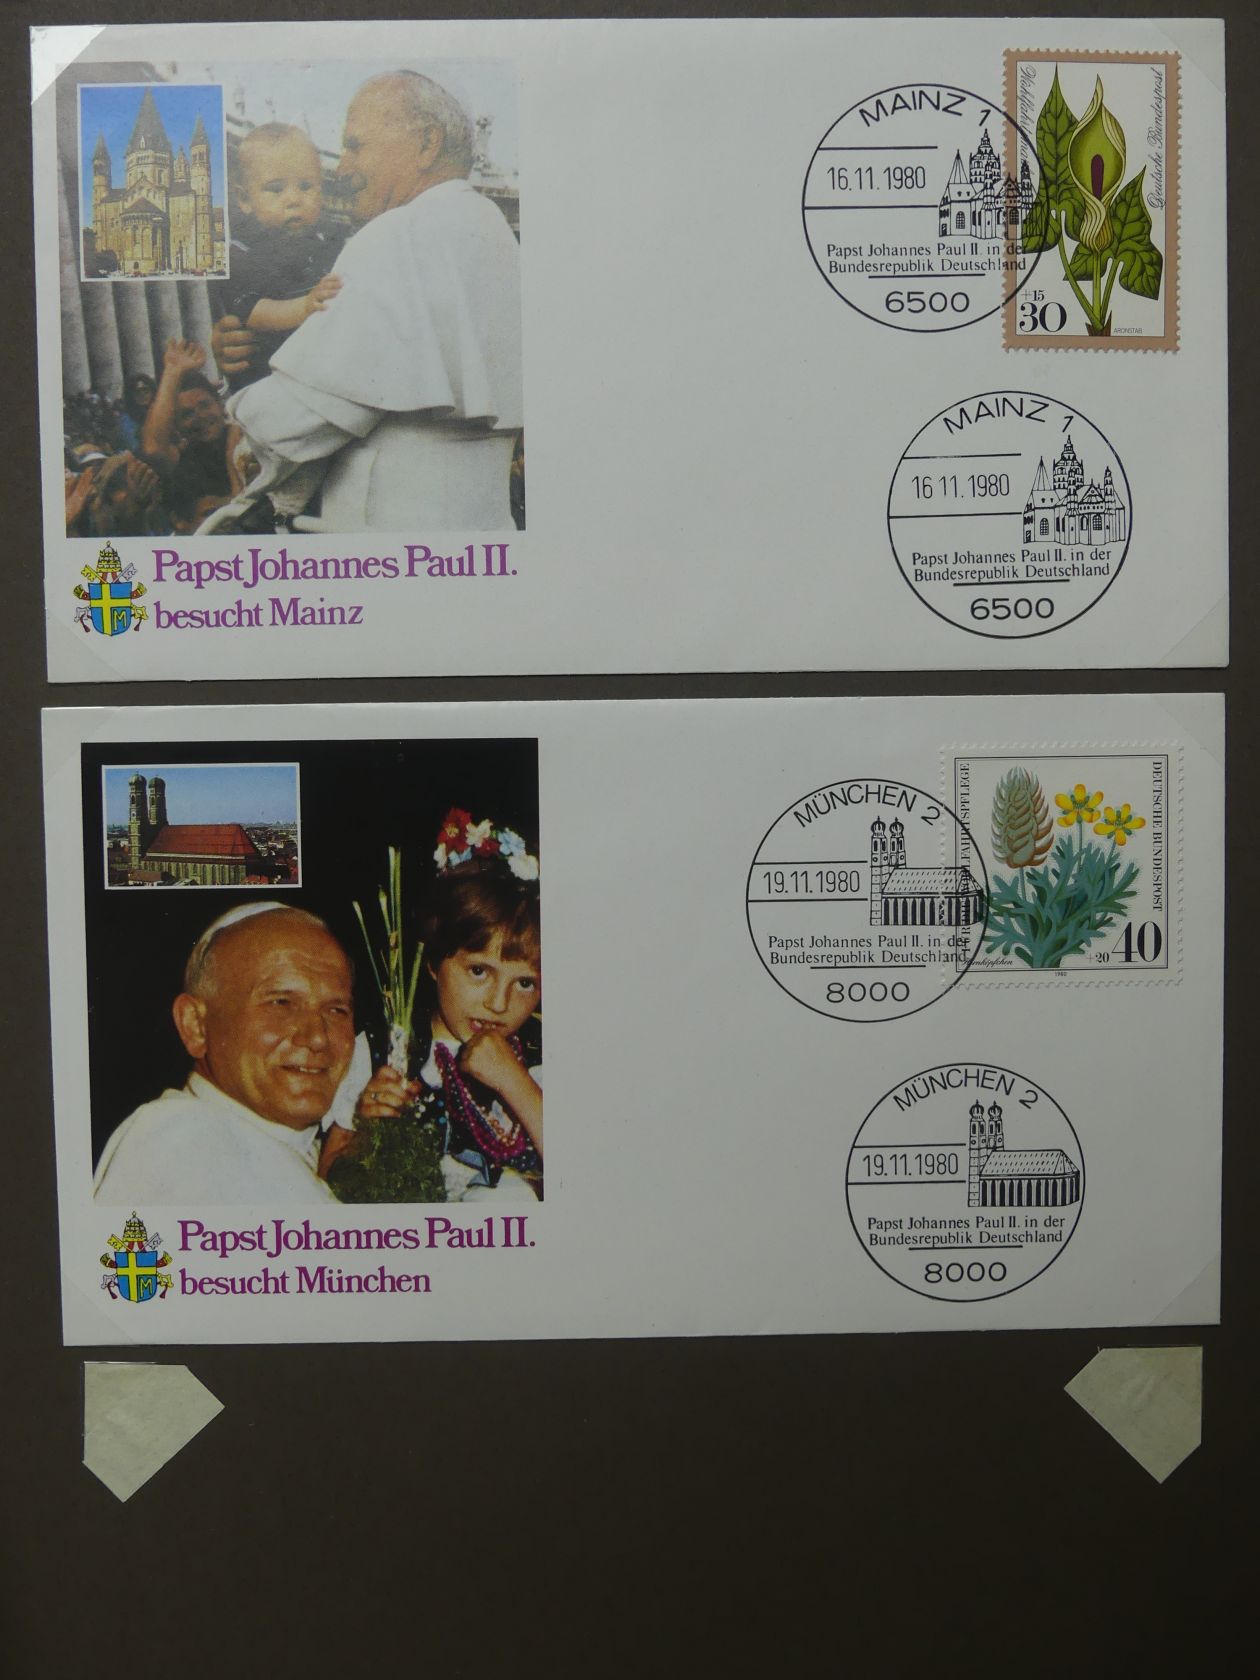 MAINZ 1
16.11.1980
Papst Johannes Paul II. in der
Bundesrepublik Deutschland
6500
Deutsche Bundespost
+15
30
ARONSTAB
MAINZ 1
16 11.1980
Papst Johannes Paul II. in der
Bundesrepublik Deutschland
6500
Papst Johannes Paul II.
besucht Mainz
M
MÜNCHEN 2
19.11.1980
Papst Johannes Paul II. in der
Bundesrepublik Deutschland
8000
WOHLFAHRTSPFLEGE
DEUTSCHE BUNDESPOST
+20
40
1980
MÜNCHEN 2
19.11.1980
Papst Johannes Paul II. in der
Bundesrepublik Deutschland
8000
Papst Johannes Paul II.
besucht München
M